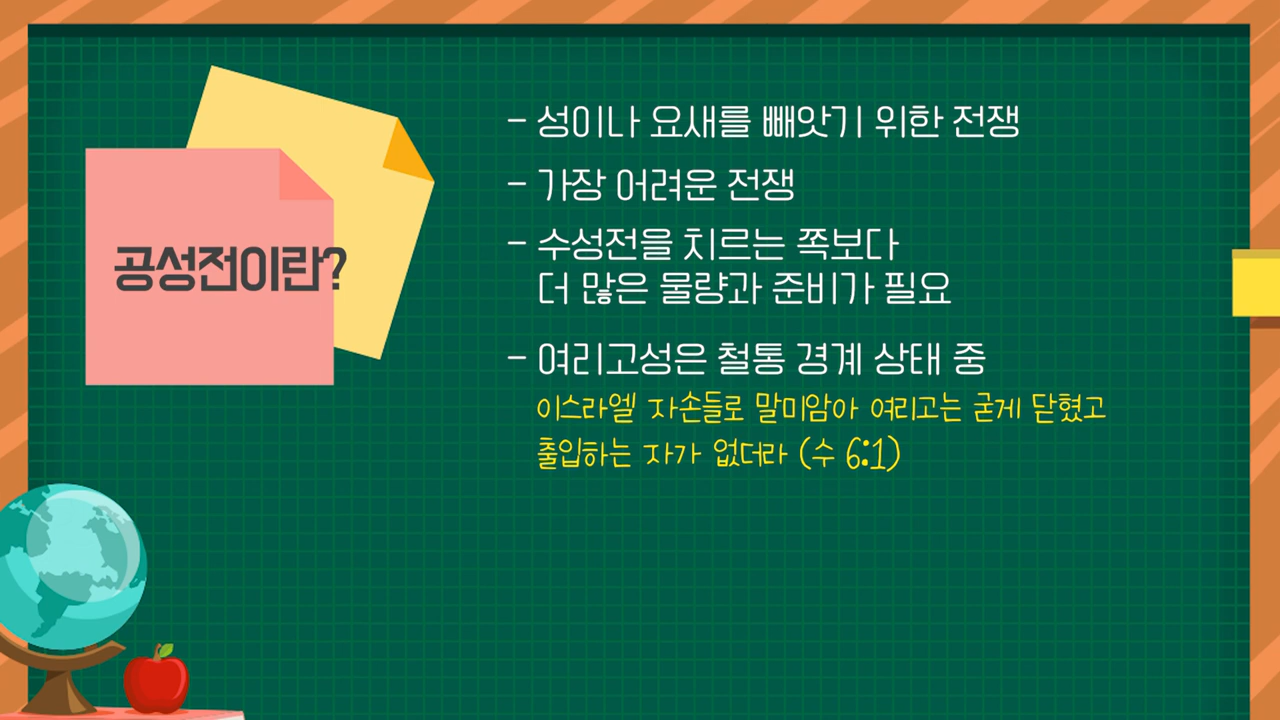 공성전이란?
- 성이나 요새를 빼앗기 위한 전쟁
- 가장 어려운 전쟁
- 수성전을 치르는 쪽보다
더 많은 물량과 준비가 필요
- 여리고성은 철통 경계 상태 중
이스라엘 자손들로 말미암아 여리고는 굳게 닫혔고
출입하는 자가 없더라 (수 6:1)